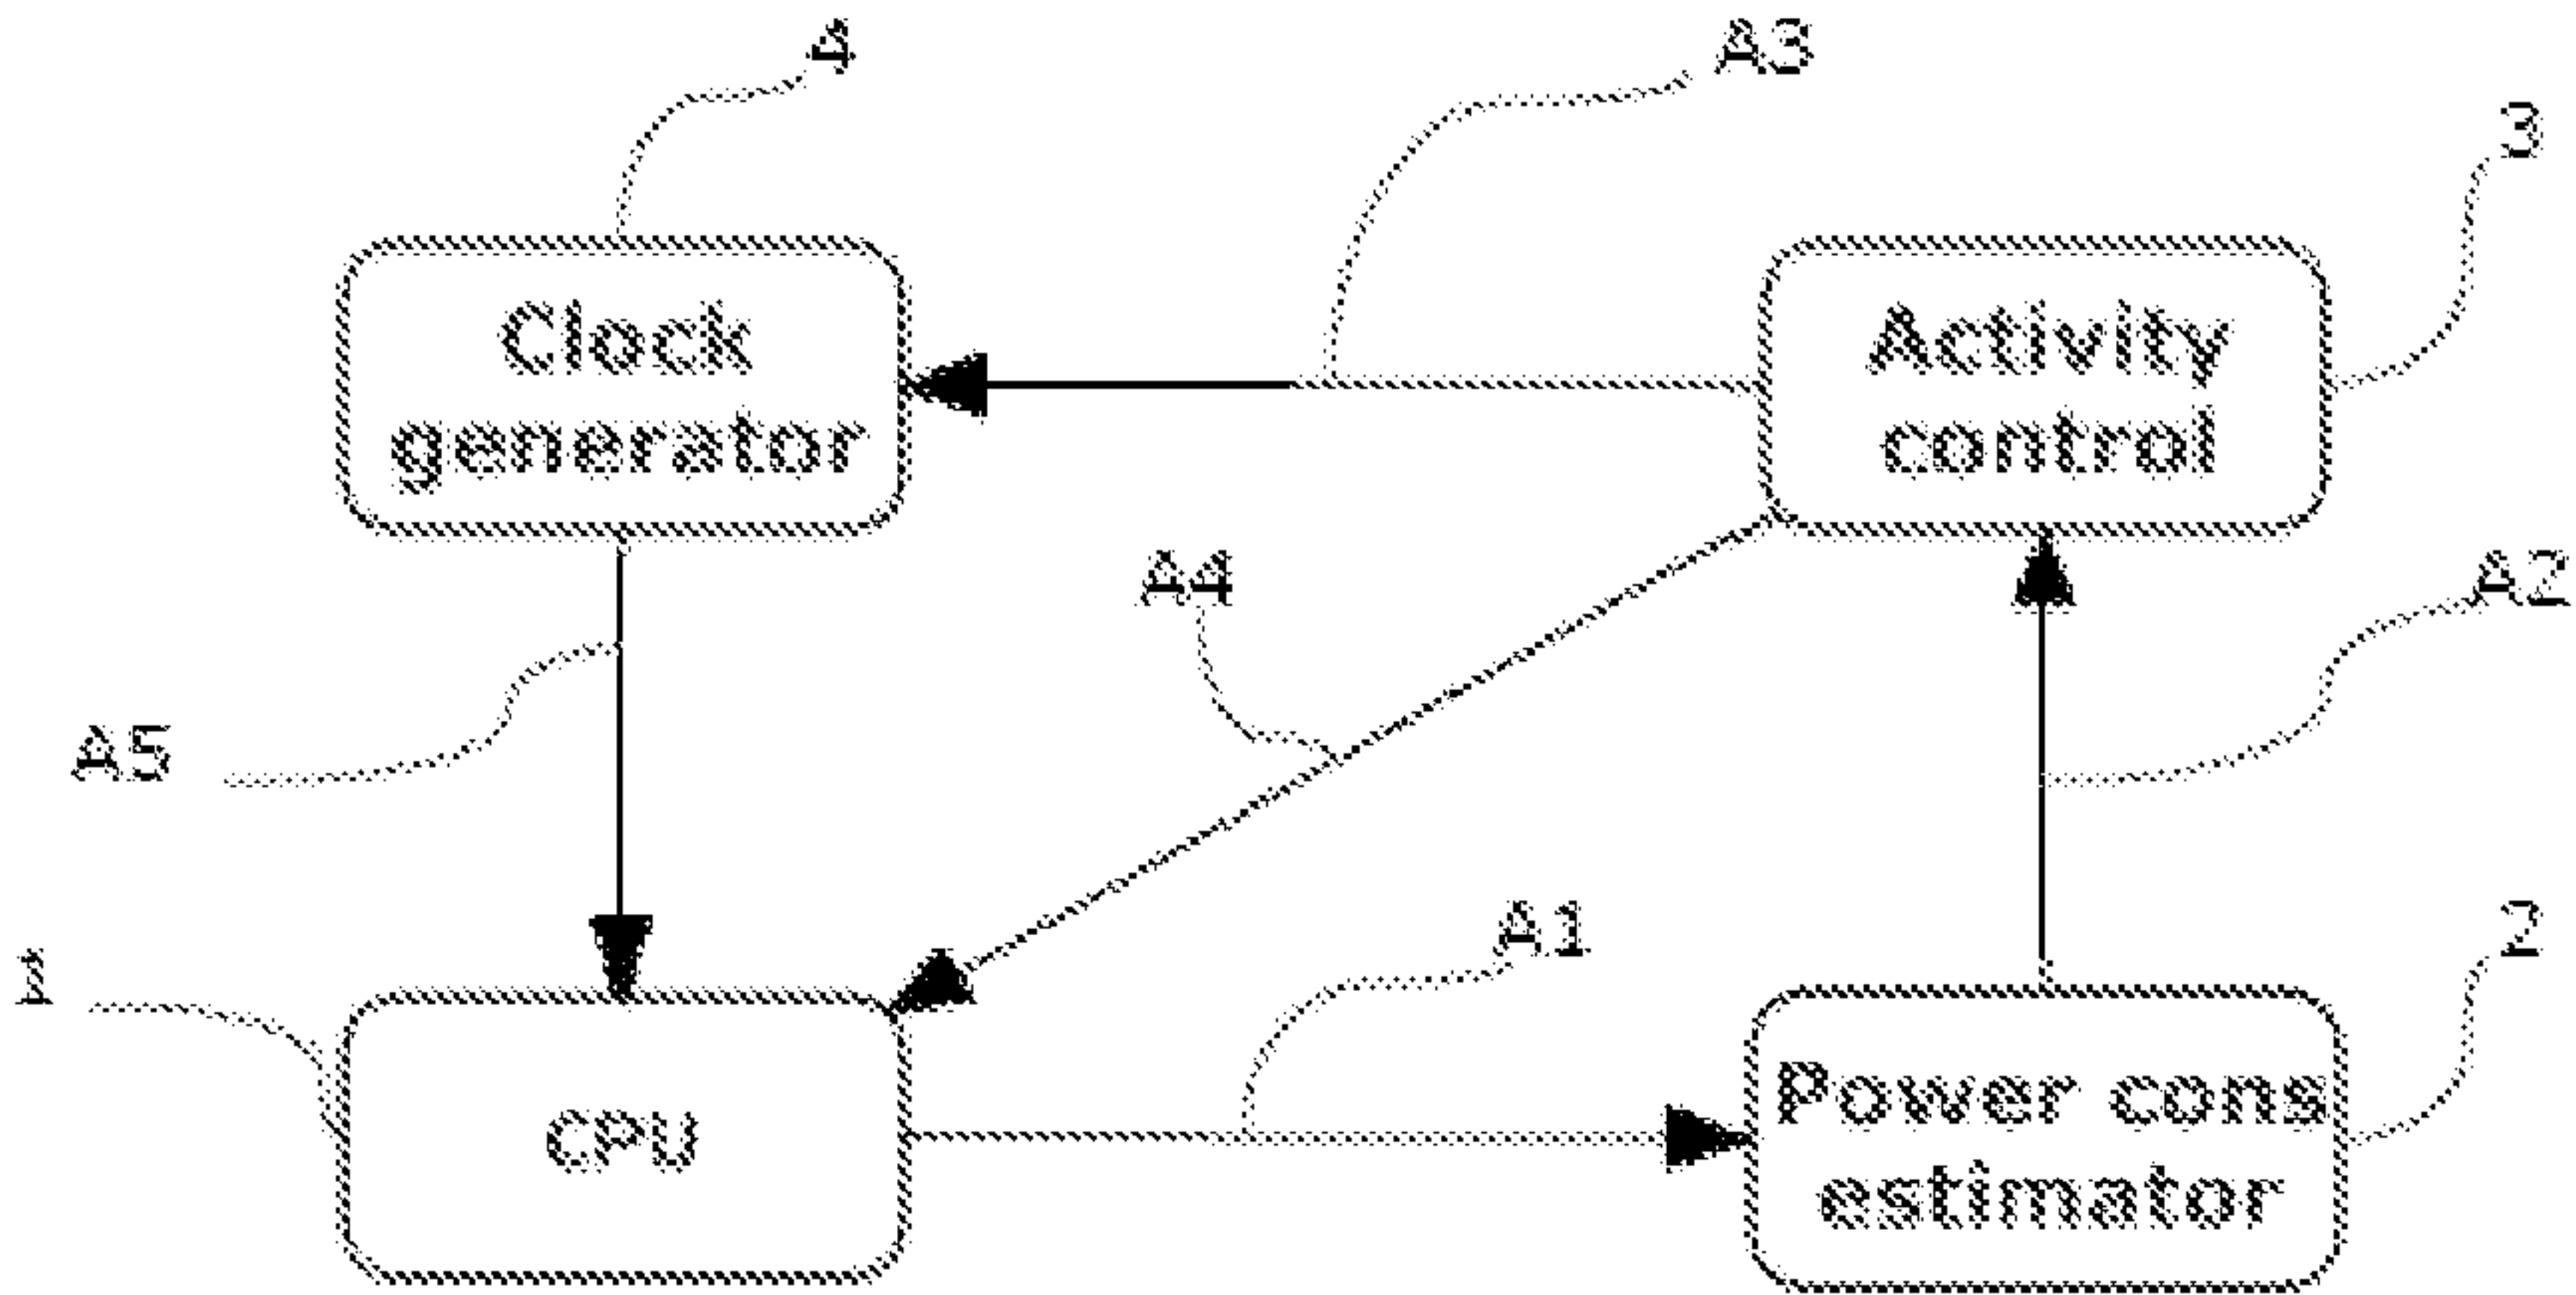 4
A3
3
Clock
generator
Activity
control
A4
A2
A5
A1
1
2
CPU
Power cons
estimator